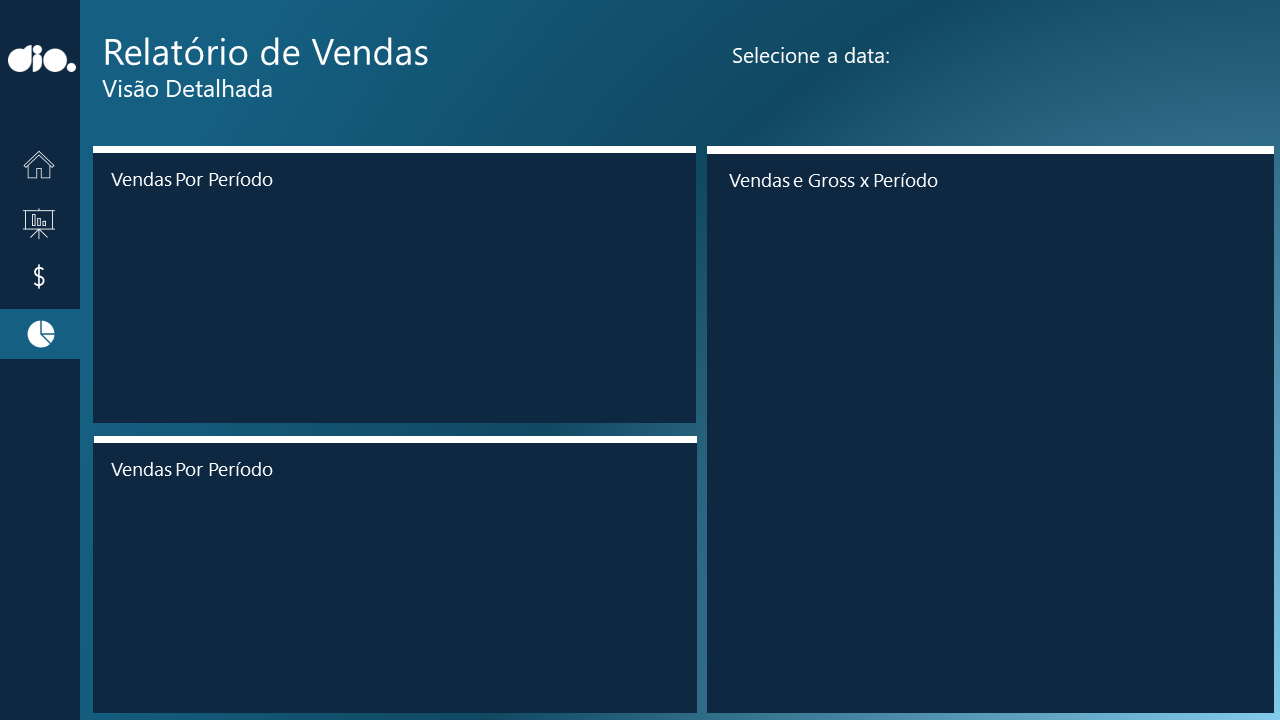 dio.
Relatório de Vendas
Visão Detalhada
Selecione a data:
$
Vendas Por Período
Vendas e Gross x Período
Vendas Por Período